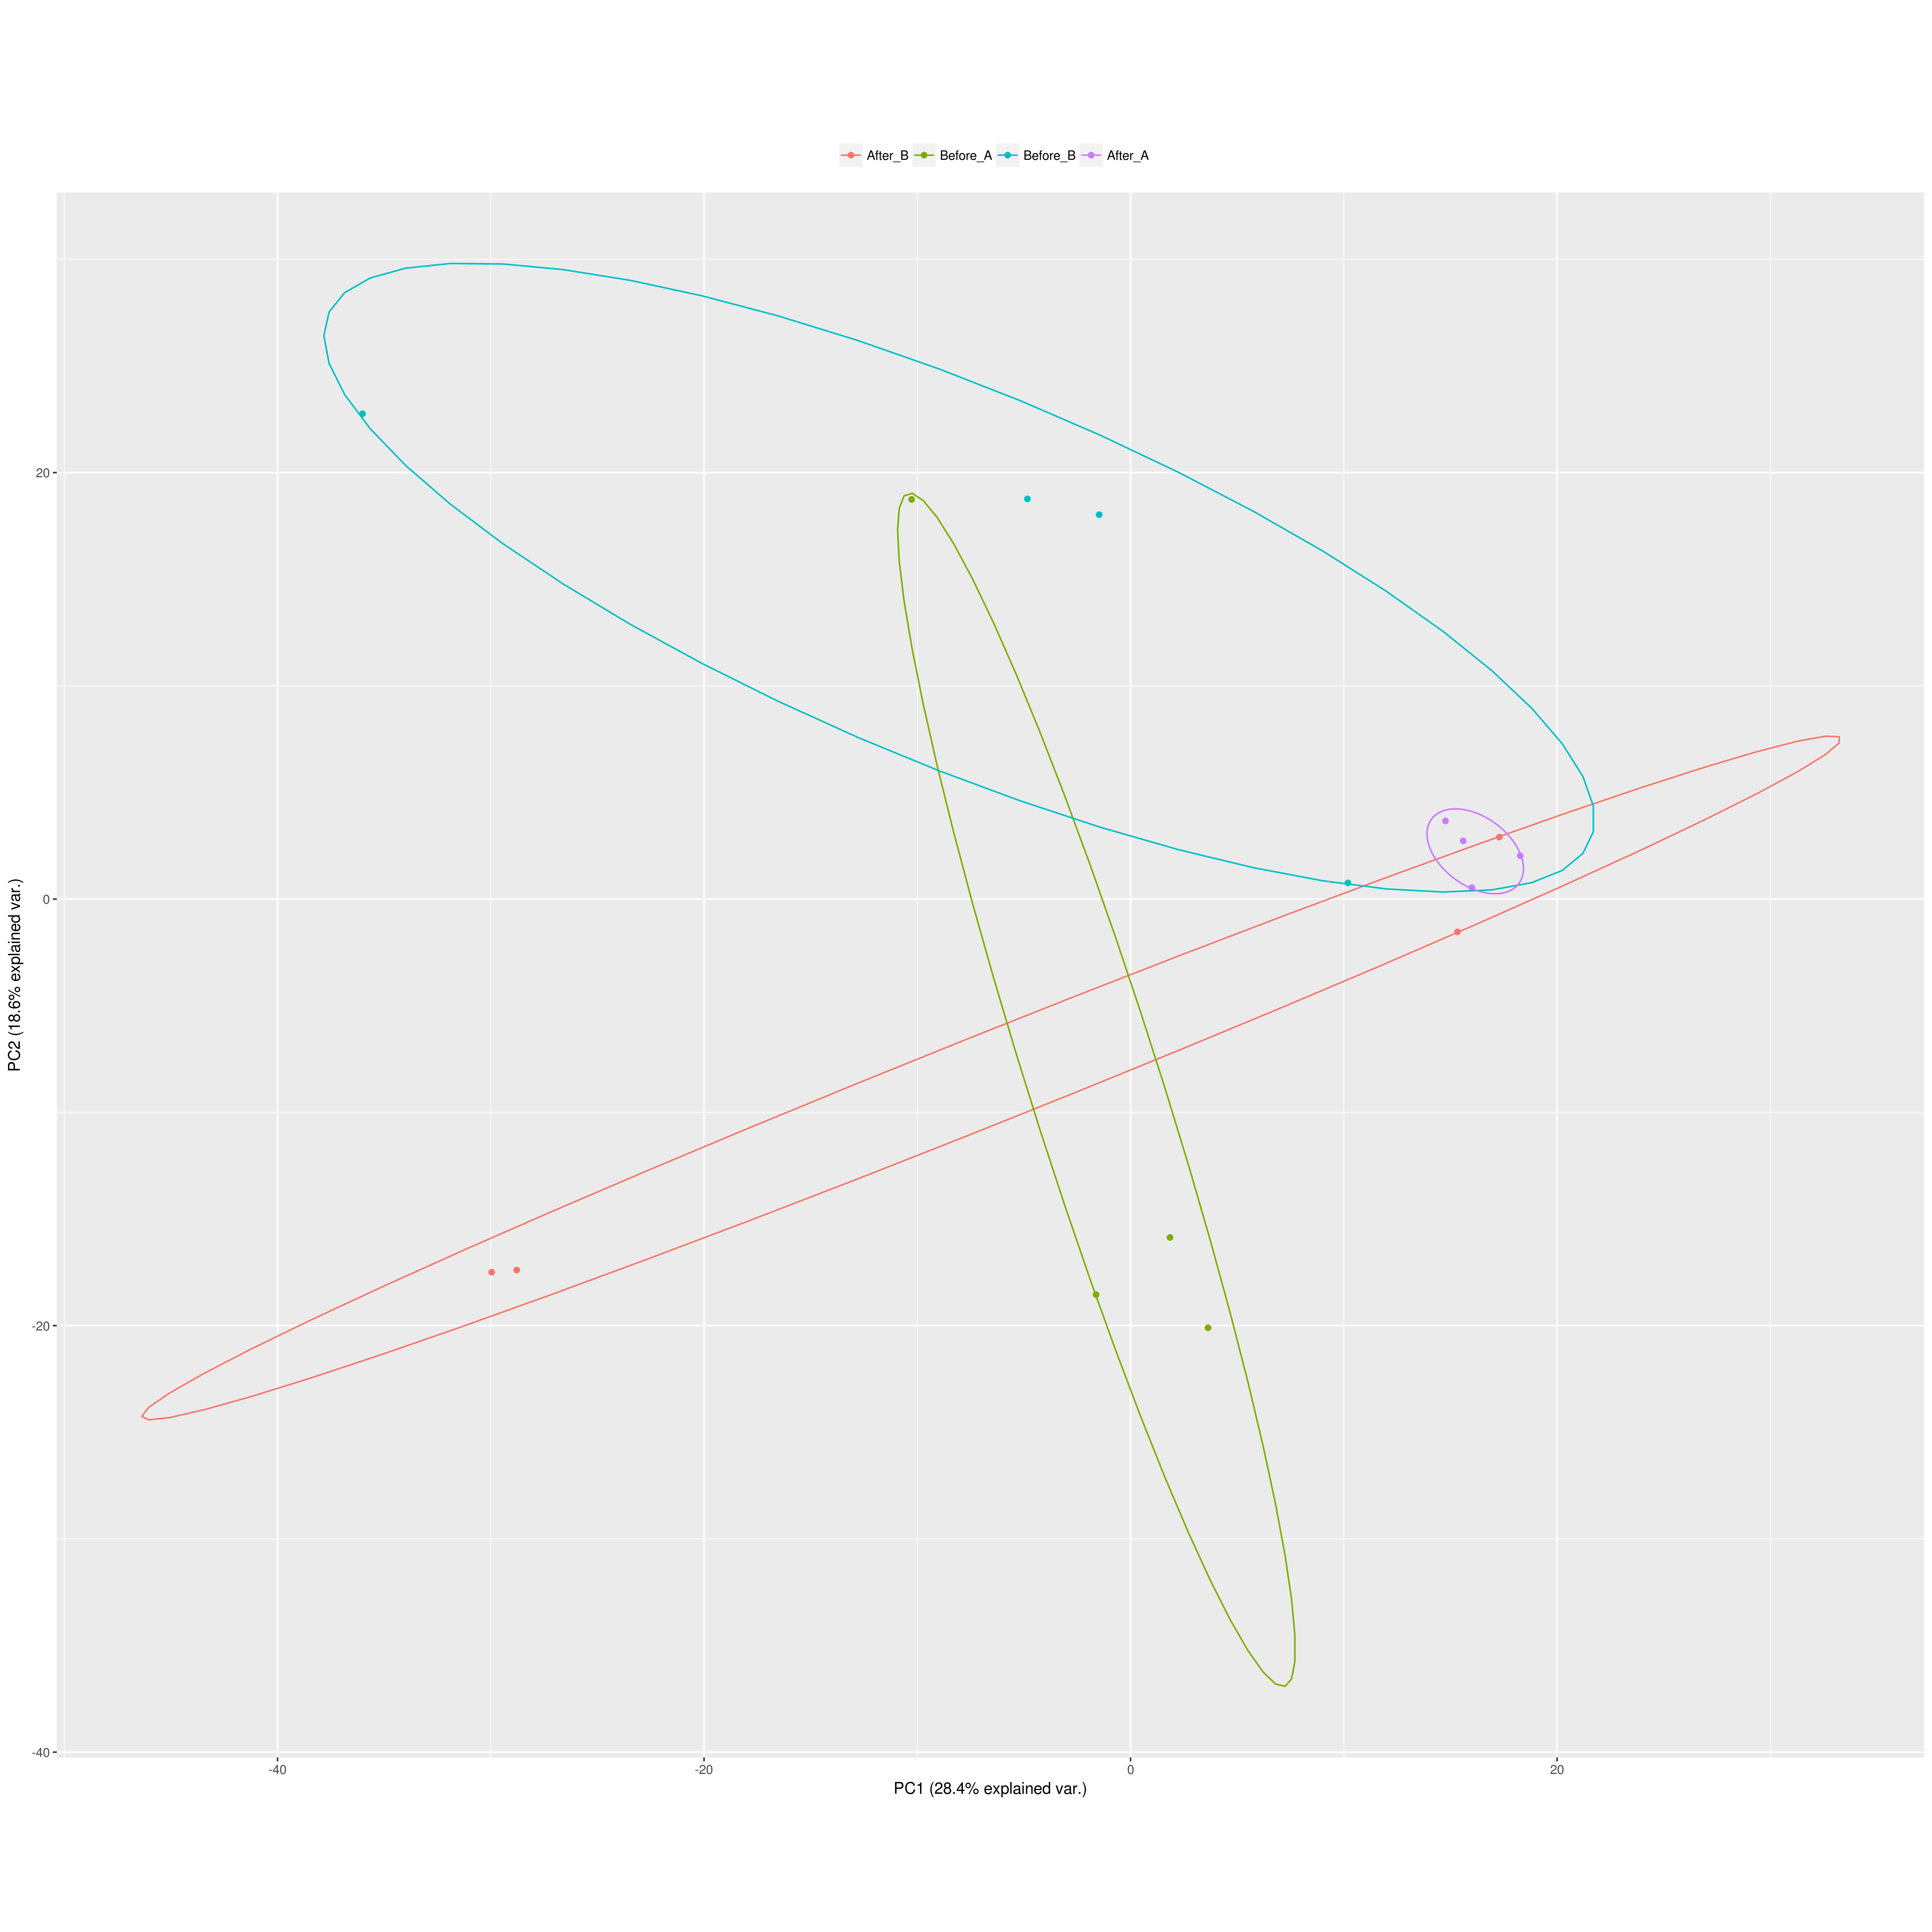 After_B Before_A Before_B After_A
20
0
-20
-40
PC2 (18.6% explained var.)
-40 -20 0 20
PC1 (28.4% explained var.)